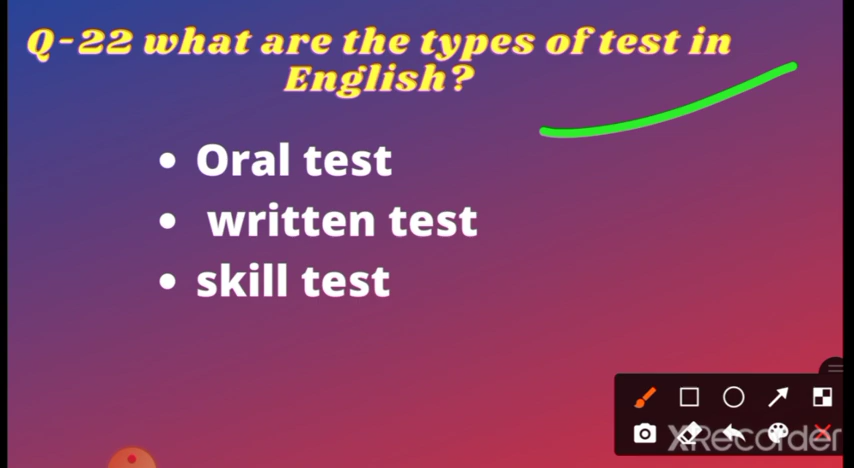 Q-22 what are the types of test in
English?
• Oral test
• written test
• skill test
XRecorder